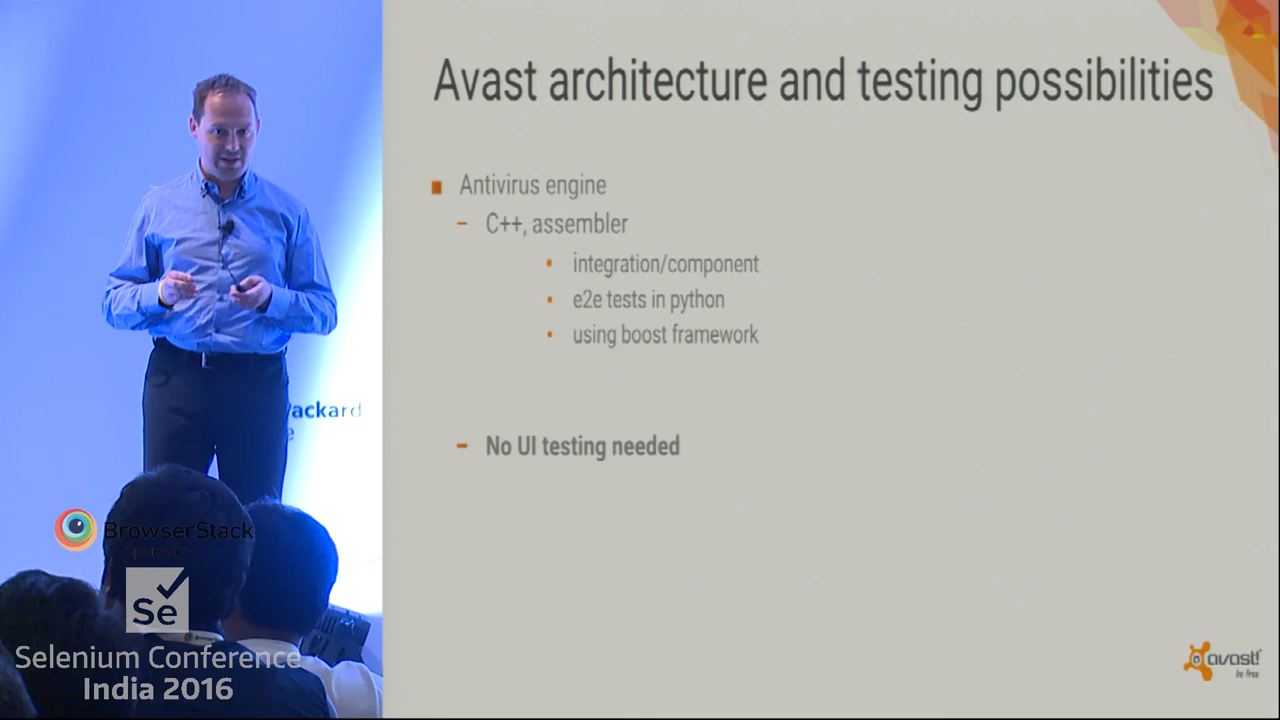 Avast architecture and testing possibilities
Antivirus engine
C++, assembler
integration/component
e2e tests in python
using boost framework
No UI testing needed
ackard
e
BrowserStack
Sponsors
Se
Selenium Conference
India 2016
avast!
be free